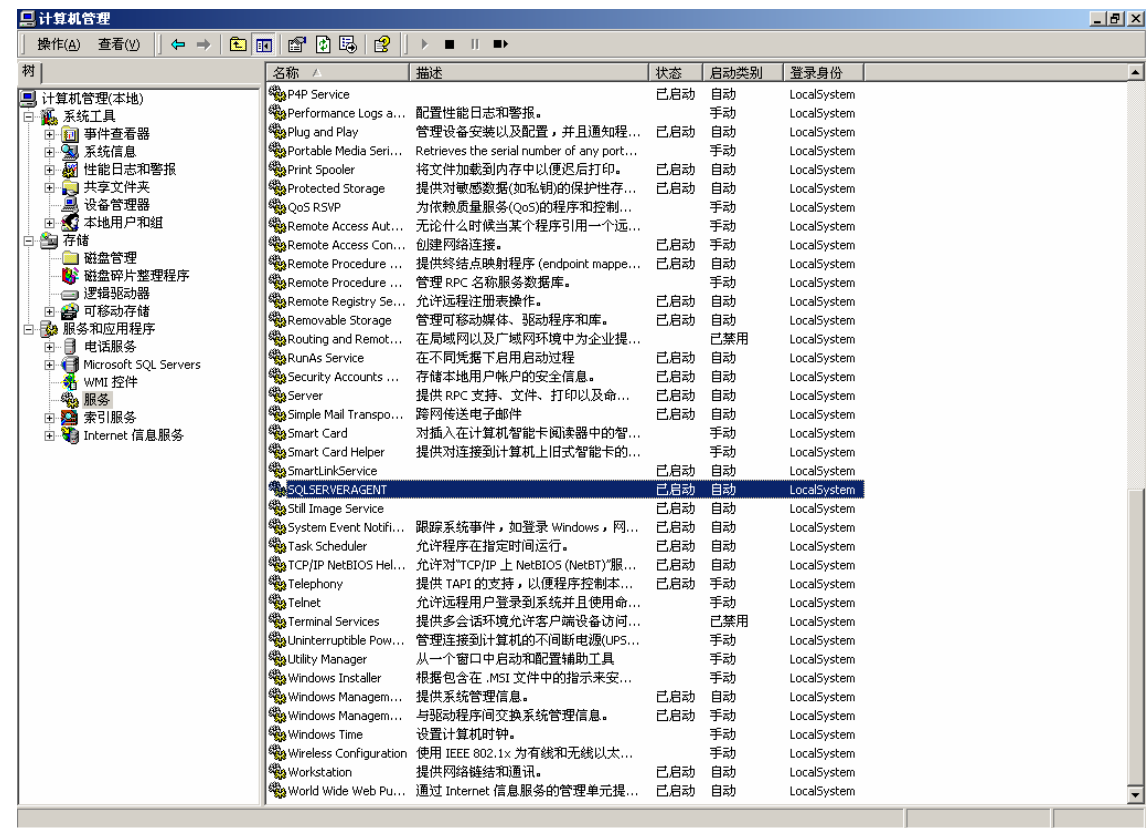 计算机管理
操作(A) 查看(V)
树
计算机管理(本地)
系统工具
事件查看器
系统信息
性能日志和警报
共享文件夹
设备管理器
本地用户和组
存储
磁盘管理
磁盘碎片整理程序
逻辑驱动器
可移动存储
服务和应用程序
电话服务
Microsoft SQL Servers
WMI 控件
服务
索引服务
Internet 信息服务
名称 描述 状态 启动类别 登录身份
P4P Service 已启动 自动 LocalSystem
Performance Logs a... 配置性能日志和警报。 手动 LocalSystem
Plug and Play 管理设备安装以及配置，并且通知程... 已启动 自动 LocalSystem
Portable Media Seri... Retrieves the serial number of any port... 手动 LocalSystem
Print Spooler 将文件加载到内存中以便迟后打印。 已启动 自动 LocalSystem
Protected Storage 提供对敏感数据(如私钥)的保护性存... 已启动 自动 LocalSystem
QoS RSVP 为依赖质量服务(QoS)的程序和控制... 手动 LocalSystem
Remote Access Aut... 无论什么时候当某个程序引用一个远... 手动 LocalSystem
Remote Access Con... 创建网络连接。 已启动 手动 LocalSystem
Remote Procedure ... 提供终结点映射程序 (endpoint mappe... 已启动 自动 LocalSystem
Remote Procedure ... 管理 RPC 名称服务数据库。 手动 LocalSystem
Remote Registry Se... 允许远程注册表操作。 已启动 自动 LocalSystem
Removable Storage 管理可移动媒体、驱动程序和库。 已启动 自动 LocalSystem
Routing and Remot... 在局域网以及广域网环境中为企业提... 已禁用 LocalSystem
RunAs Service 在不同凭据下启用启动过程 已启动 自动 LocalSystem
Security Accounts ... 存储本地用户帐户的安全信息。 已启动 自动 LocalSystem
Server 提供 RPC 支持、文件、打印以及命... 已启动 自动 LocalSystem
Simple Mail Transpo... 跨网传送电子邮件 已启动 自动 LocalSystem
Smart Card 对插入在计算机智能卡阅读器中的智... 手动 LocalSystem
Smart Card Helper 提供对连接到计算机上旧式智能卡的... 手动 LocalSystem
SmartLinkService 已启动 自动 LocalSystem
SQLSERVERAGENT 已启动 自动 LocalSystem
Still Image Service 已启动 自动 LocalSystem
System Event Notifi... 跟踪系统事件，如登录 Windows，网... 已启动 自动 LocalSystem
Task Scheduler 允许程序在指定时间运行。 已启动 自动 LocalSystem
TCP/IP NetBIOS Hel... 允许对“TCP/IP 上 NetBIOS (NetBT)”服... 已启动 自动 LocalSystem
Telephony 提供 TAPI 的支持，以便程序控制本... 已启动 手动 LocalSystem
Telnet 允许远程用户登录到系统并且使用命... 手动 LocalSystem
Terminal Services 提供多会话环境允许客户端设备访问... 已禁用 LocalSystem
Uninterruptible Pow... 管理连接到计算机的不间断电源(UPS... 手动 LocalSystem
Utility Manager 从一个窗口中启动和配置辅助工具 手动 LocalSystem
Windows Installer 根据包含在 .MSI 文件中的指示来安... 手动 LocalSystem
Windows Managem... 提供系统管理信息。 已启动 自动 LocalSystem
Windows Managem... 与驱动程序间交换系统管理信息。 已启动 手动 LocalSystem
Windows Time 设置计算机时钟。 手动 LocalSystem
Wireless Configuration 使用 IEEE 802.1x 为有线和无线以太... 手动 LocalSystem
Workstation 提供网络链结和通讯。 已启动 自动 LocalSystem
World Wide Web Pu... 通过 Internet 信息服务的管理单元提... 已启动 自动 LocalSystem